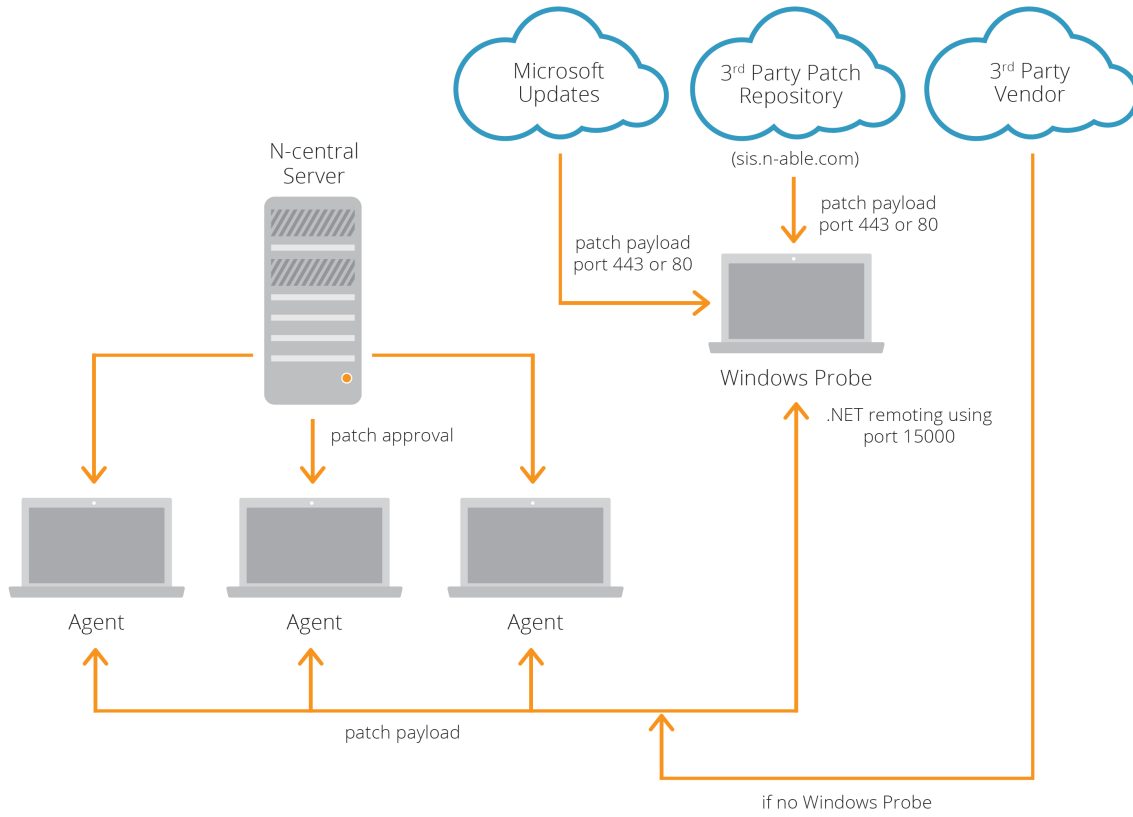 Microsoft
Updates
3rd Party Patch
Repository
3rd Party
Vendor
(sis.n-able.com)
N-central
Server
patch payload
port 443 or 80
patch payload
port 443 or 80
Windows Probe
.NET remoting using
port 15000
patch approval
Agent
Agent
Agent
patch payload
if no Windows Probe